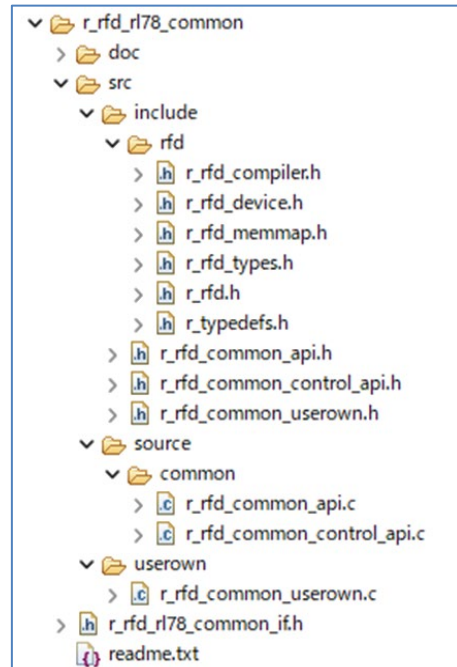 r_rfd_rl78_common
doc
src
include
rfd
.h r_rfd_compiler.h
.h r_rfd_device.h
.h r_rfd_memmap.h
.h r_rfd_types.h
.h r_rfd.h
.h r_typedefs.h
.h r_rfd_common_api.h
.h r_rfd_common_control_api.h
.h r_rfd_common_userown.h
source
common
.c r_rfd_common_api.c
.c r_rfd_common_control_api.c
userown
.c r_rfd_common_userown.c
.h r_rfd_rl78_common_if.h
readme.txt